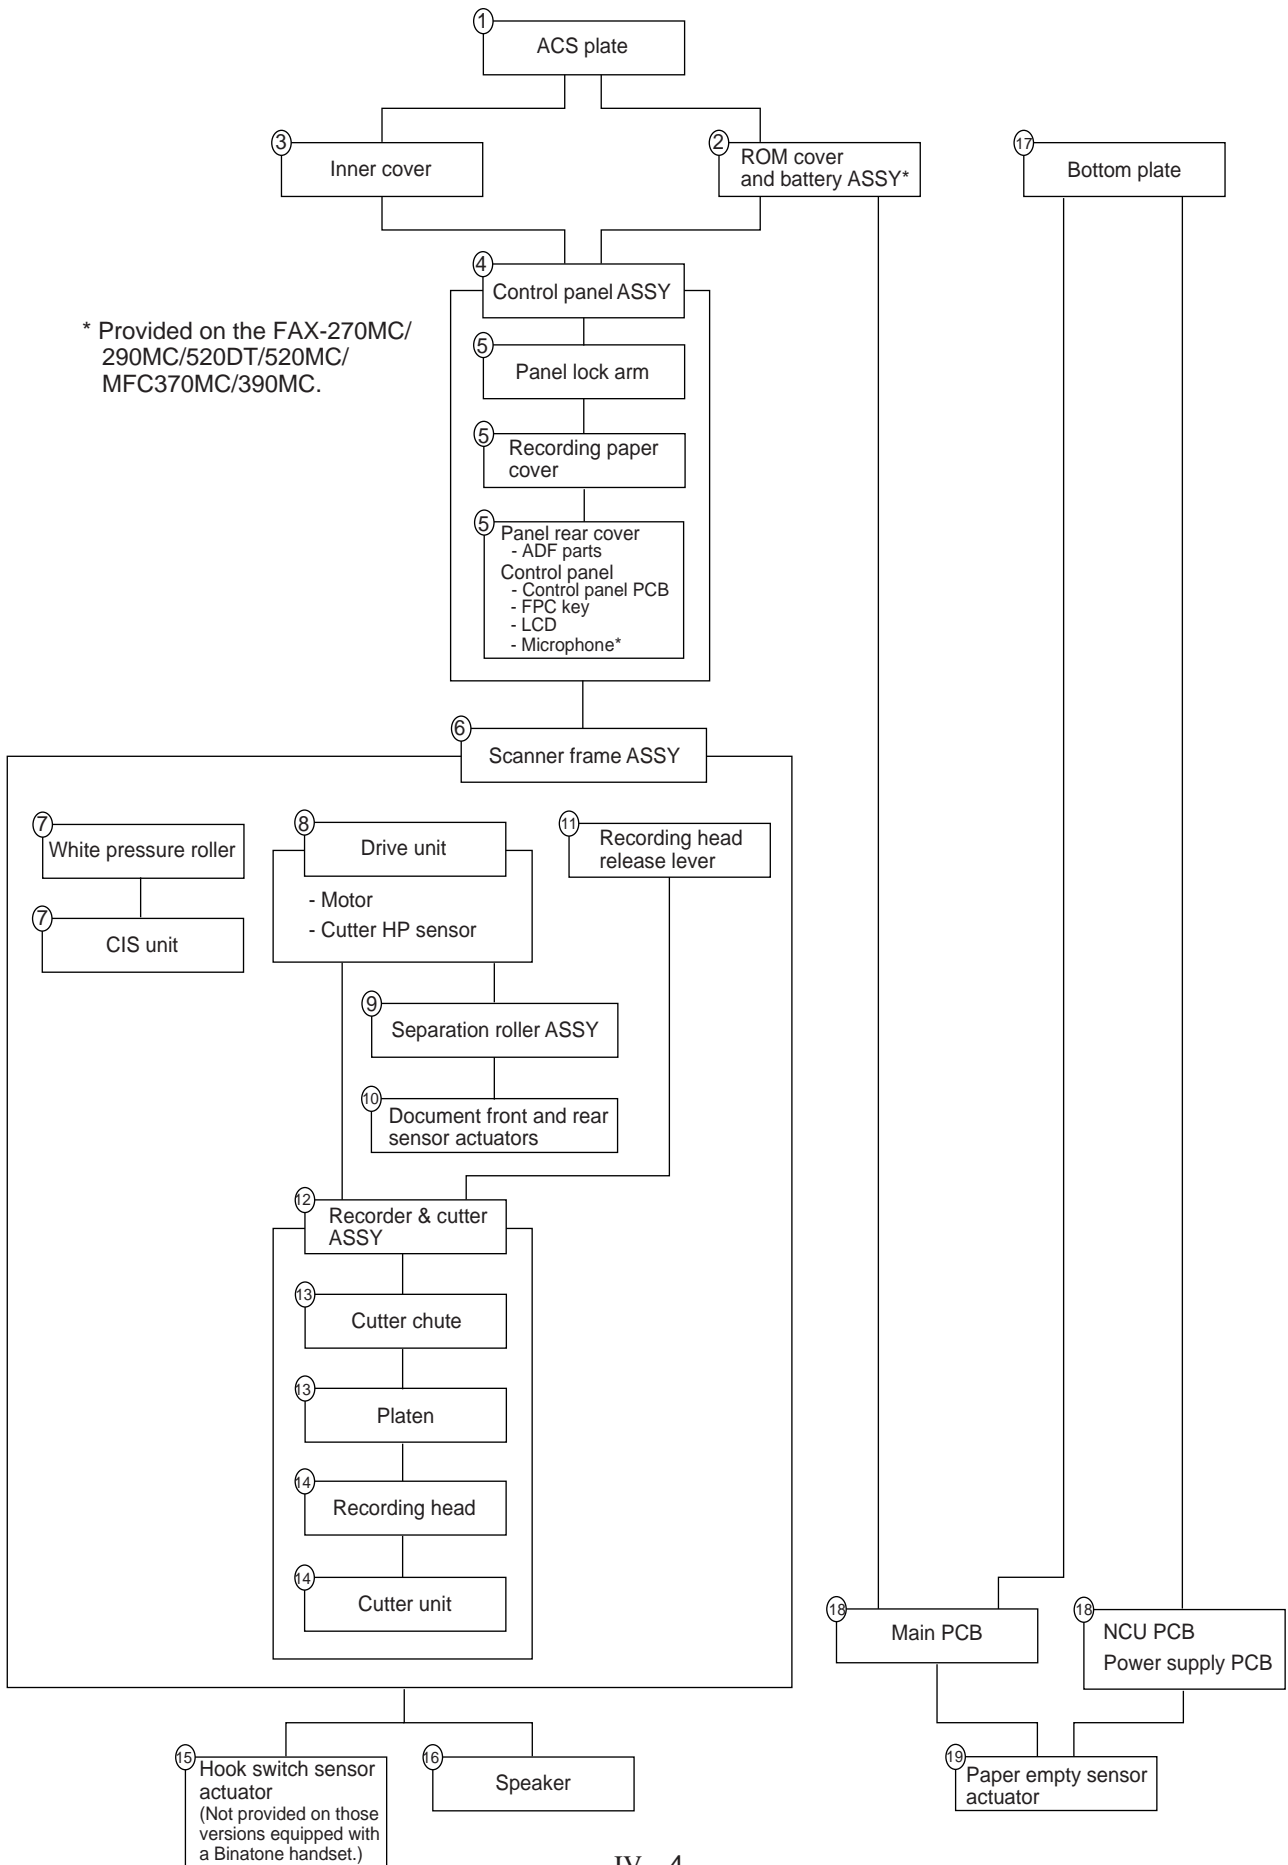 1
ACS plate
3
Inner cover
2
ROM cover
and battery ASSY*
17
Bottom plate
4
Control panel ASSY
* Provided on the FAX-270MC/
290MC/520DT/520MC/
MFC370MC/390MC.
5
Panel lock arm
5
Recording paper
cover
5
Panel rear cover
- ADF parts
Control panel
- Control panel PCB
- FPC key
- LCD
- Microphone*
6
Scanner frame ASSY
7
White pressure roller
7
CIS unit
8
Drive unit
- Motor
- Cutter HP sensor
11
Recording head
release lever
9
Separation roller ASSY
10
Document front and rear
sensor actuators
12
Recorder & cutter
ASSY
13
Cutter chute
13
Platen
14
Recording head
14
Cutter unit
18
Main PCB
18
NCU PCB
Power supply PCB
15
Hook switch sensor
actuator
(Not provided on those
versions equipped with
a Binatone handset.)
16
Speaker
19
Paper empty sensor
actuator
IV – 4